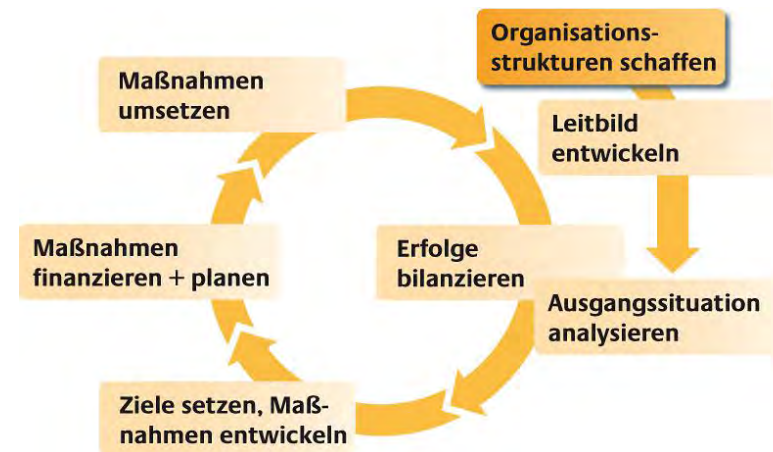 Organisations-
strukturen schaffen
Leitbild
entwickeln
Ausgangssituation
analysieren
Ziele setzen, Maß-
nahmen entwickeln
Maßnahmen
finanzieren + planen
Maßnahmen
umsetzen
Erfolge
bilanzieren